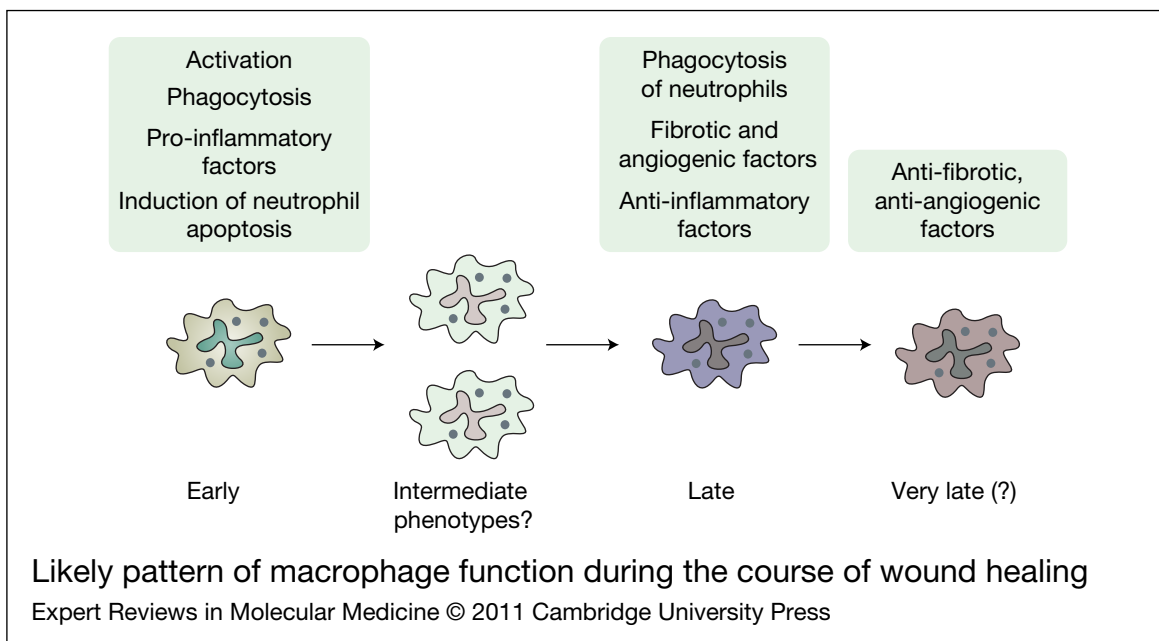 Activation
Phagocytosis
Pro-inflammatory
factors
Induction of neutrophil
apoptosis
Phagocytosis
of neutrophils
Fibrotic and
angiogenic factors
Anti-inflammatory
factors
Anti-fibrotic,
anti-angiogenic
factors
Early
Intermediate
phenotypes?
Late
Very late (?)
Likely pattern of macrophage function during the course of wound healing
Expert Reviews in Molecular Medicine © 2011 Cambridge University Press